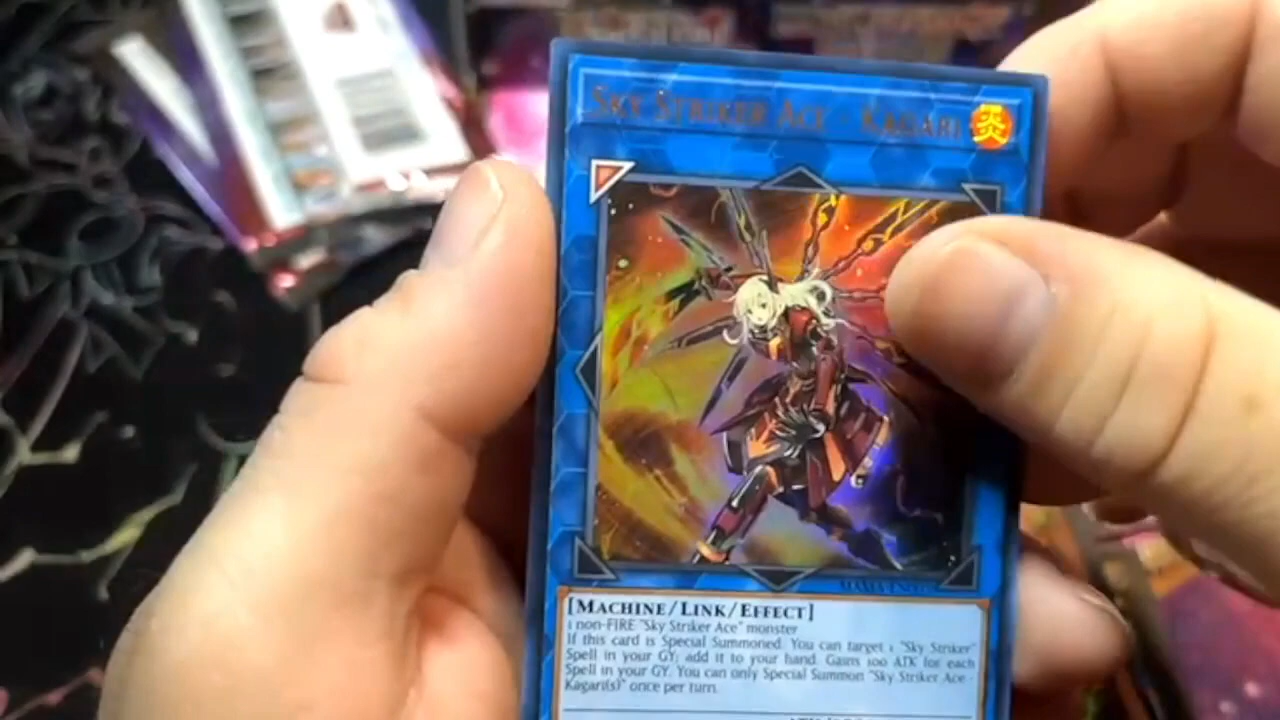 Sky Striker Ace - Kagari
炎
[Machine/Link/Effect]
1 non-FIRE "Sky Striker Ace" monster
If this card is Special Summoned: You can target 1 "Sky Striker"
Spell in your GY; add it to your hand. Gains 100 ATK for each
Spell in your GY. You can only Special Summon "Sky Striker Ace -
Kagari(s)" once per turn.